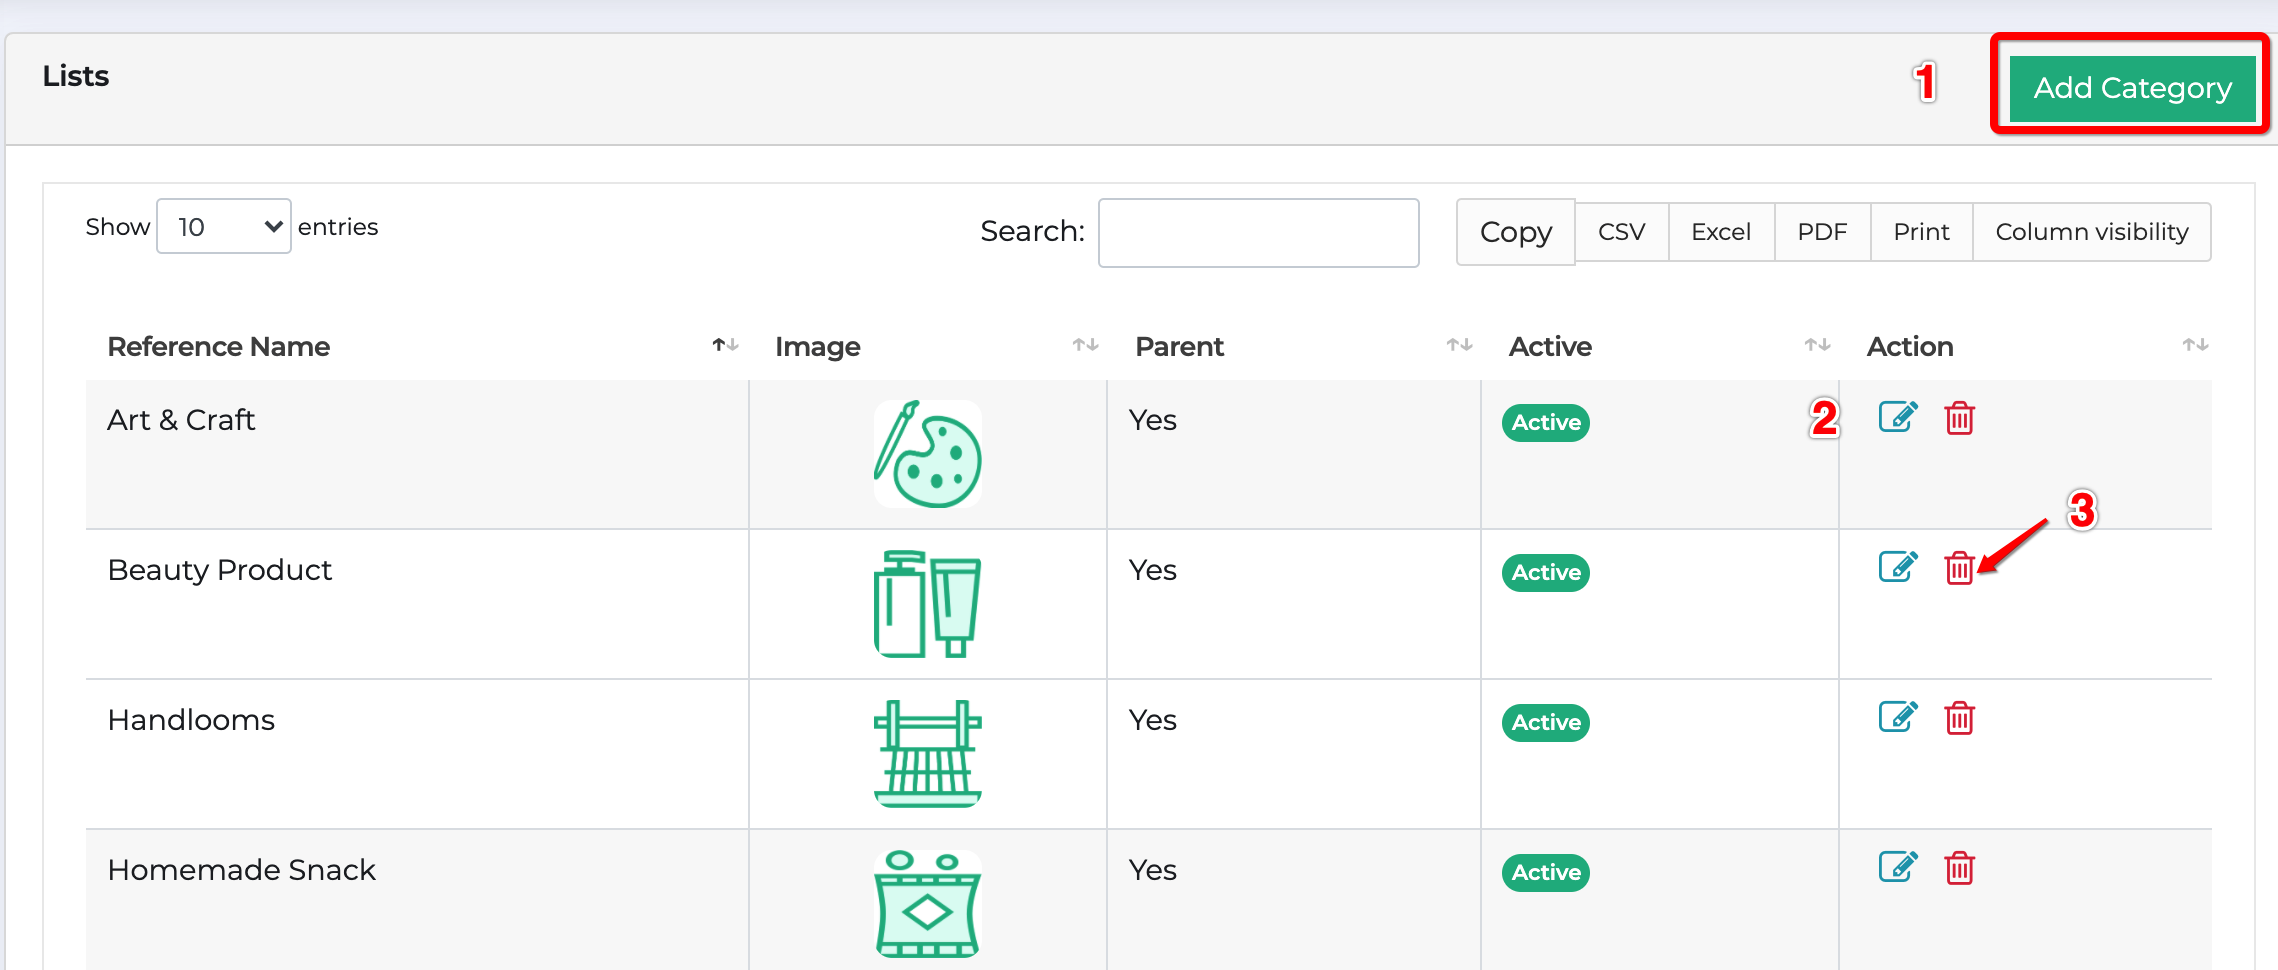 Lists
1
Add Category
Show 10 entries
Search:
Copy CSV Excel PDF Print Column visibility
Reference Name Image Parent Active Action
Art & Craft Yes Active 2
3
Beauty Product Yes Active
Handlooms Yes Active
Homemade Snack Yes Active